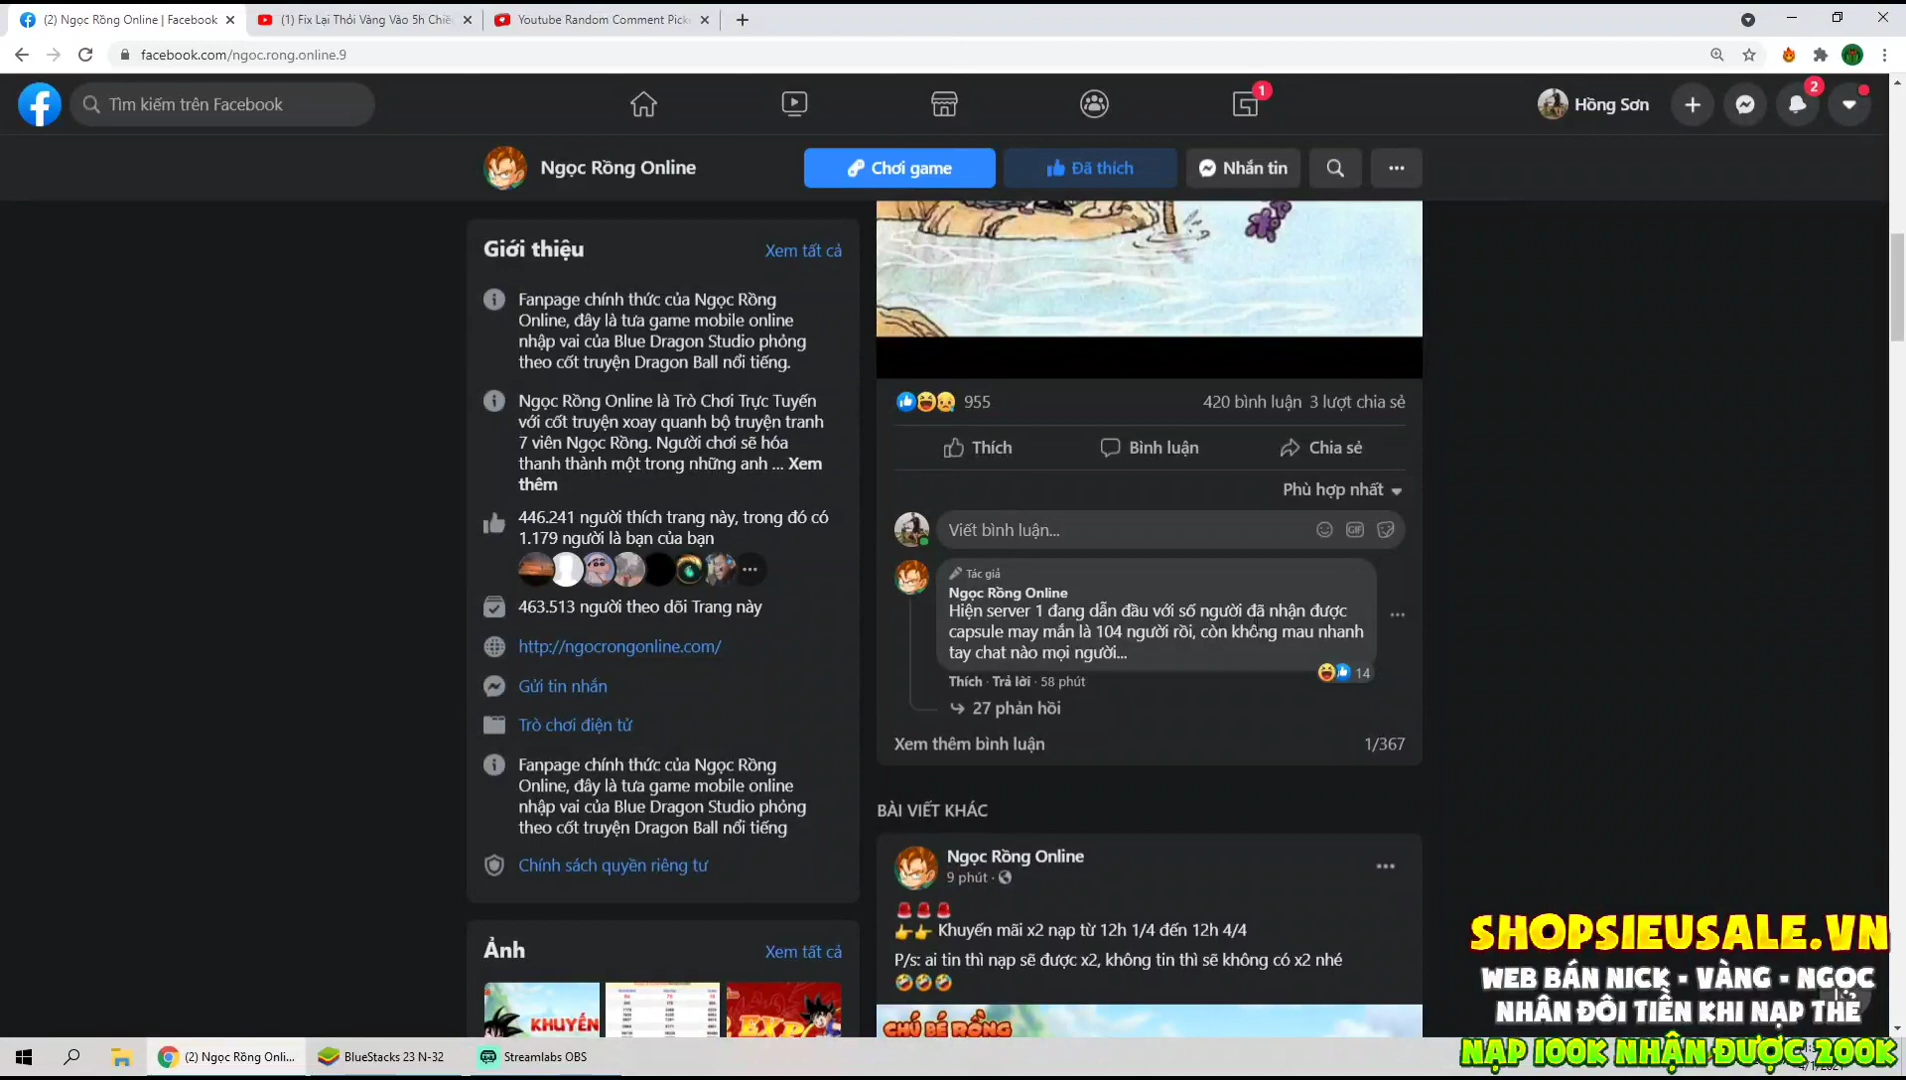 (2) Ngọc Rồng Online | Facebook
(1) Fix Lại Thỏi Vàng Vào 5h Chiề
Youtube Random Comment Pick
facebook.com/ngoc.rong.online.9
Tìm kiếm trên Facebook
1
Hồng Sơn
2
Ngọc Rồng Online
Chơi game
Đã thích
Nhắn tin
Giới thiệu
Xem tất cả
Fanpage chính thức của Ngọc Rồng
Online, đây là tựa game mobile online
nhập vai của Blue Dragon Studio phỏng
theo cốt truyện Dragon Ball nổi tiếng.
Ngọc Rồng Online là Trò Chơi Trực Tuyến
với cốt truyện xoay quanh bộ truyện tranh
7 viên Ngọc Rồng. Người chơi sẽ hóa
thanh thành một trong những anh ... Xem
thêm
446.241 người thích trang này, trong đó có
1.179 người là bạn của bạn
463.513 người theo dõi Trang này
http://ngocrongonline.com/
Gửi tin nhắn
Trò chơi điện tử
Fanpage chính thức của Ngọc Rồng
Online, đây là tựa game mobile online
nhập vai của Blue Dragon Studio phỏng
theo cốt truyện Dragon Ball nổi tiếng
Chính sách quyền riêng tư
Ảnh
Xem tất cả
KHUYẾN
955
420 bình luận 3 lượt chia sẻ
Thích
Bình luận
Chia sẻ
Phù hợp nhất
Viết bình luận...
GIF
Tác giả
Ngọc Rồng Online
Hiện server 1 đang dẫn đầu với số người đã nhận được
capsule may mắn là 104 người rồi, còn không mau nhanh
tay chat nào mọi người...
14
Thích · Trả lời · 58 phút
27 phản hồi
Xem thêm bình luận
1/367
BÀI VIẾT KHÁC
Ngọc Rồng Online
9 phút
Khuyến mãi x2 nạp từ 12h 1/4 đến 12h 4/4
P/s: ai tin thì nạp sẽ được x2, không tin thì sẽ không có x2 nhé
CHÚ BÉ RỒNG
SHOPSIEUSALE.VN
WEB BÁN NICK - VÀNG - NGỌC
NHÂN ĐÔI TIỀN KHI NẠP THẺ
NẠP 100K NHẬN ĐƯỢC 200K
(2) Ngọc Rồng Onli...
BlueStacks 23 N-32
Streamlabs OBS